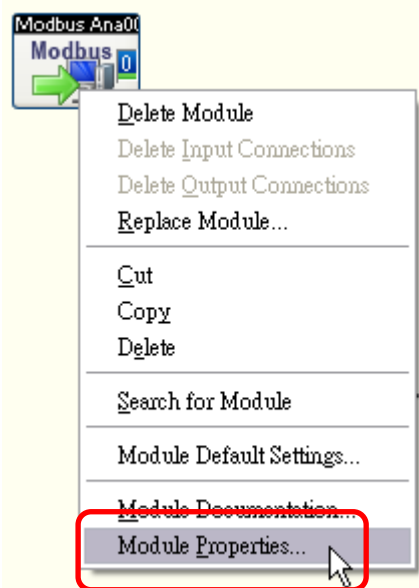 Modbus Ana00
Modbus
0
Delete Module
Delete Input Connections
Delete Output Connections
Replace Module...
Cut
Copy
Delete
Search for Module
Module Default Settings...
Module Documentation...
Module Properties...